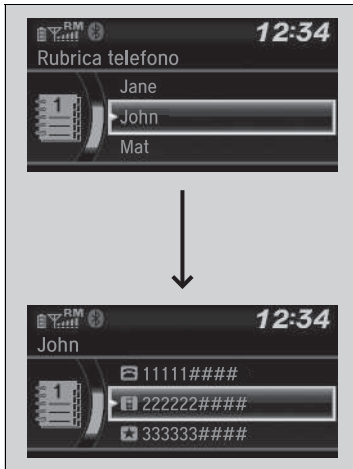 RM 12:34
Rubrica telefono
Jane
1
John
Mat
RM 12:34
John
11111####
1
222222####
333333####